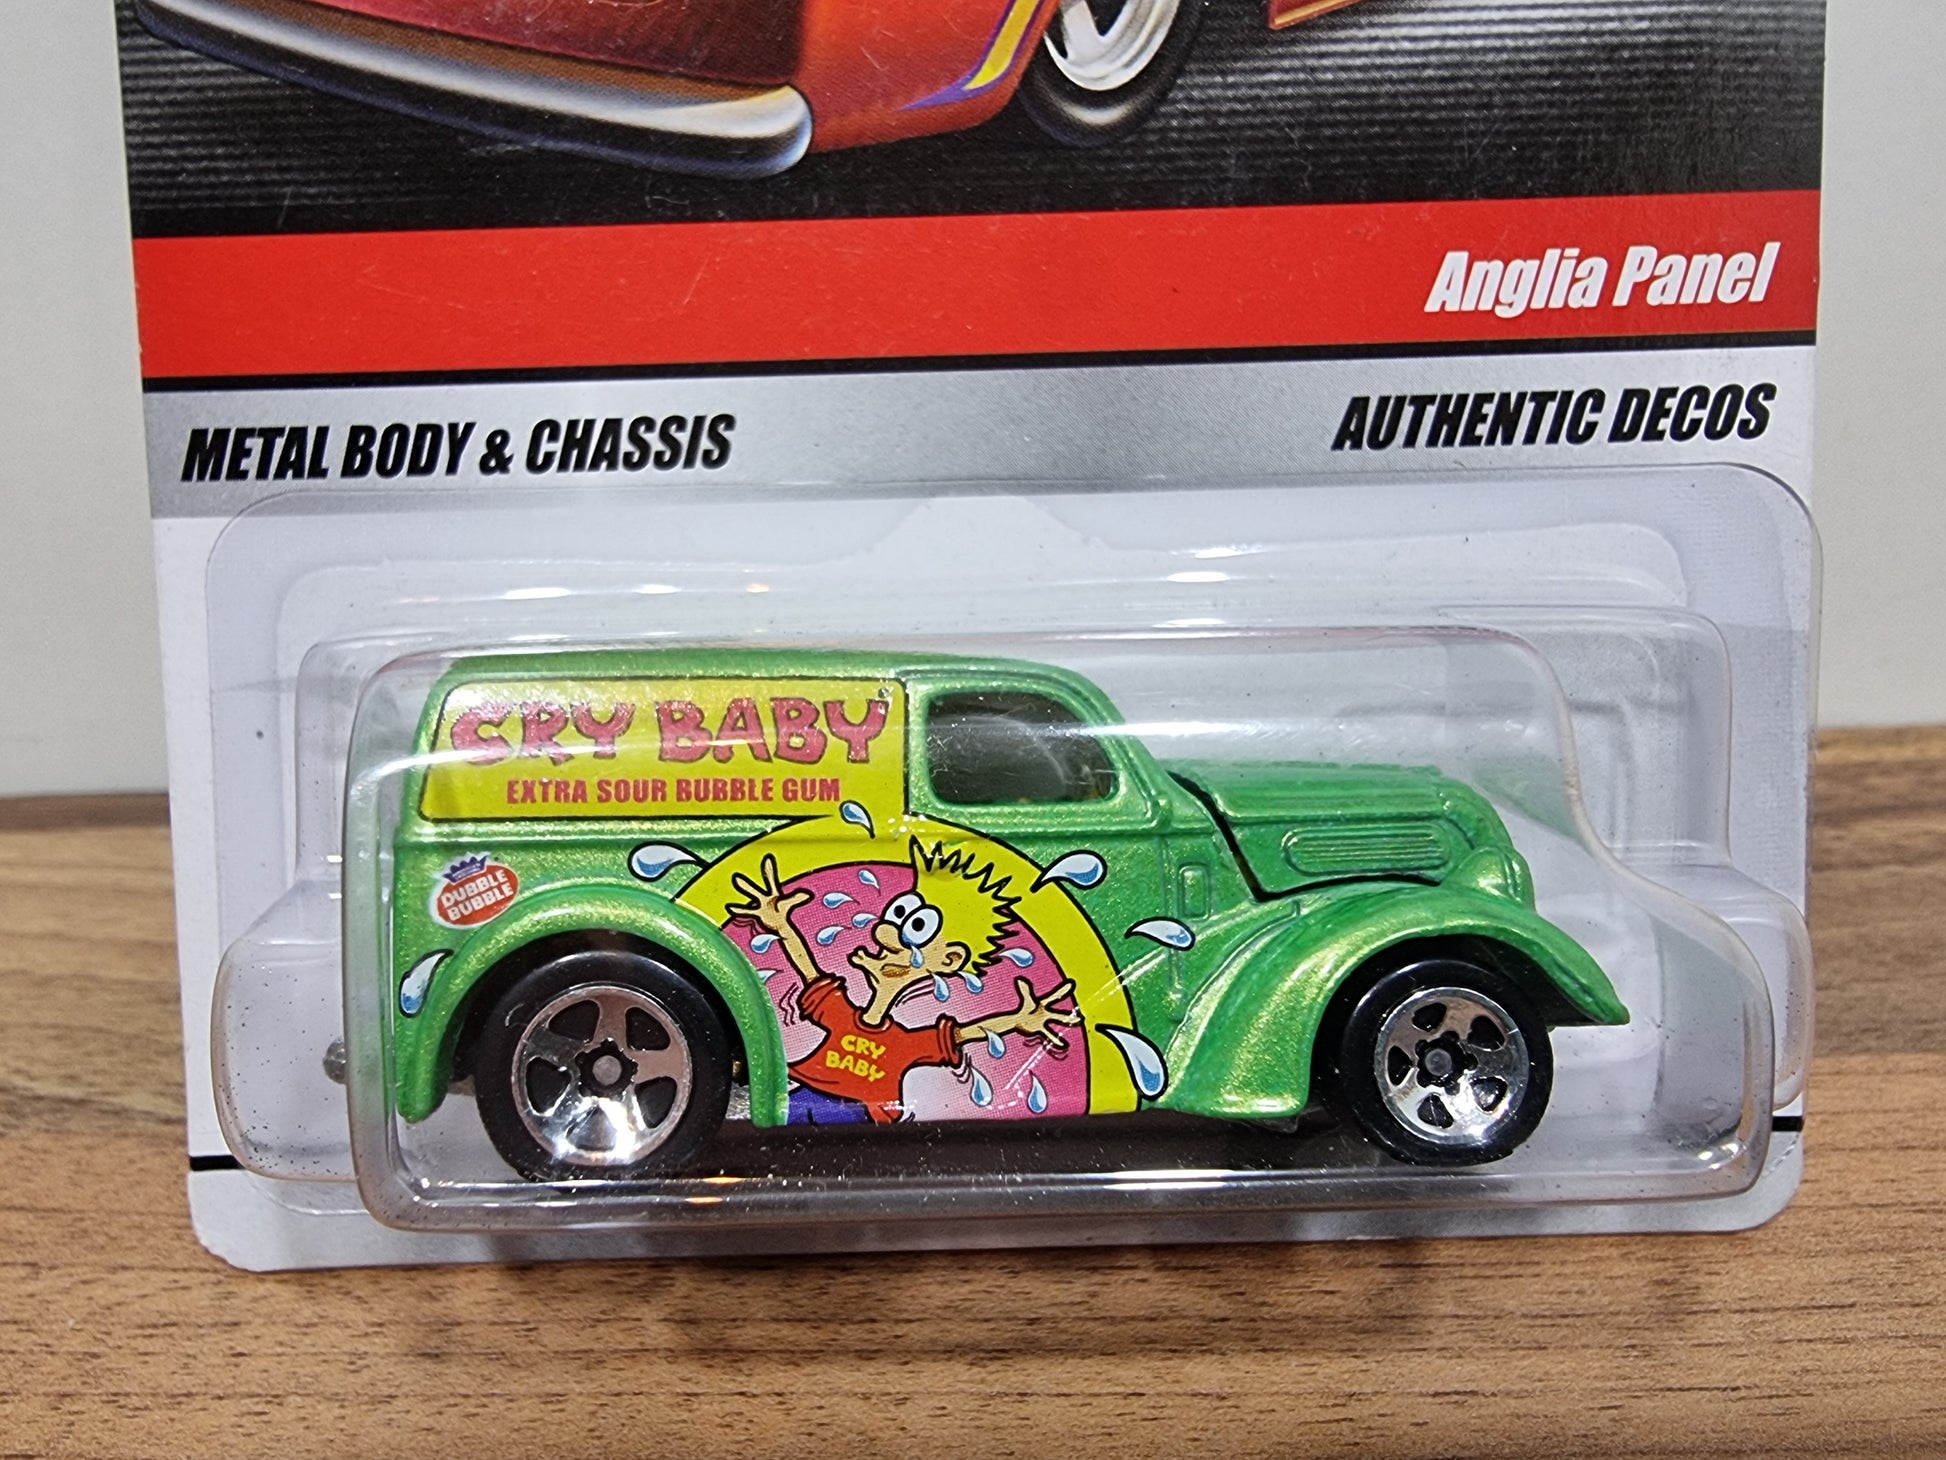 Anglia Panel
METAL BODY & CHASSIS
AUTHENTIC DECOS
CRY BABY
EXTRA SOUR BUBBLE GUM
DUBBLE
BUBBLE
CRY
BABY